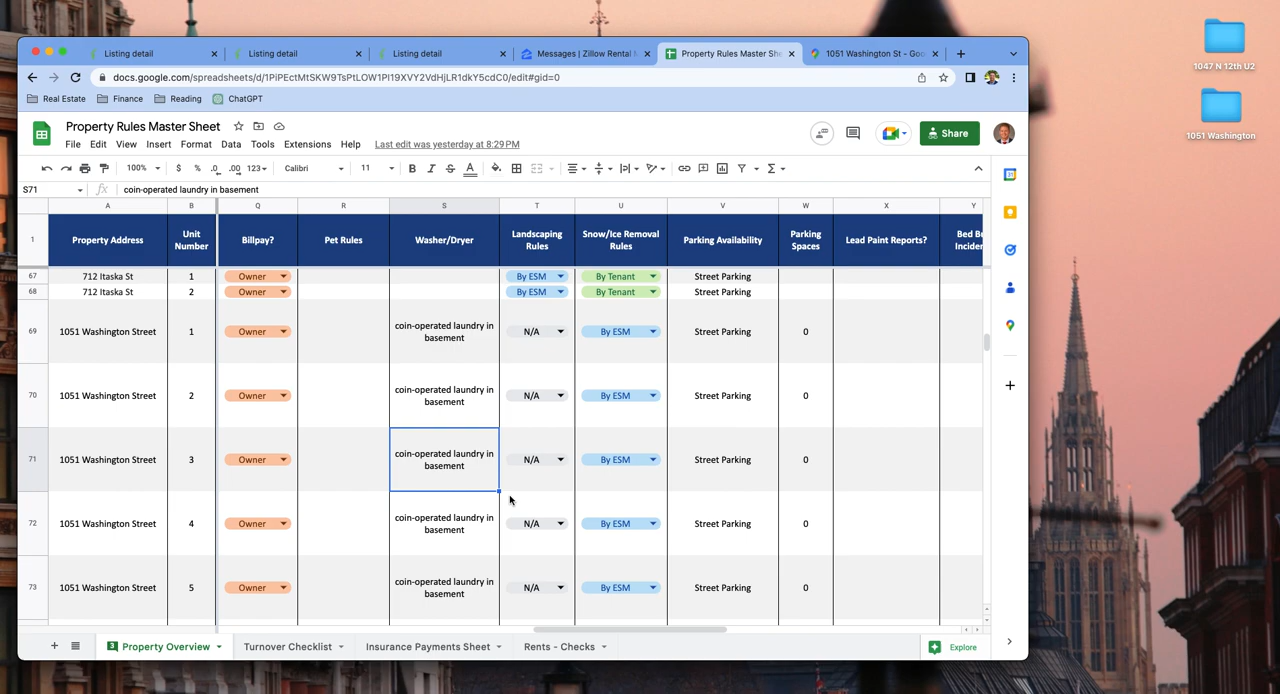 Listing detail
Listing detail
Listing detail
Messages | Zillow Rental M
Property Rules Master She
1051 Washington St - Goo
docs.google.com/spreadsheets/d/1PiPEctMtSKW9TsPtLOW1Pl19XVY2VdHjLR1dkY5cdC0/edit#gid=0
Real Estate
Finance
Reading
ChatGPT
Property Rules Master Sheet
File Edit View Insert Format Data Tools Extensions Help
Last edit was yesterday at 8:29 PM
Share
100% $ % .0 .00 123 Calibri 11 B I S A
S71 fx coin-operated laundry in basement
A B Q R S T U V W X Y
1 Property Address
Unit
Number
Billpay?
Pet Rules
Washer/Dryer
Landscaping
Rules
Snow/Ice Removal
Rules
Parking Availability
Parking
Spaces
Lead Paint Reports?
Bed B
Inciden
67 712 Itaska St 1 Owner By ESM By Tenant Street Parking
68 712 Itaska St 2 Owner By ESM By Tenant Street Parking
69 1051 Washington Street 1 Owner
coin-operated laundry in
basement
N/A By ESM Street Parking 0
70 1051 Washington Street 2 Owner
coin-operated laundry in
basement
N/A By ESM Street Parking 0
71 1051 Washington Street 3 Owner
coin-operated laundry in
basement
N/A By ESM Street Parking 0
72 1051 Washington Street 4 Owner
coin-operated laundry in
basement
N/A By ESM Street Parking 0
73 1051 Washington Street 5 Owner
coin-operated laundry in
basement
N/A By ESM Street Parking 0
3 Property Overview
Turnover Checklist
Insurance Payments Sheet
Rents - Checks
Explore
1047 N 12th U2
1051 Washington